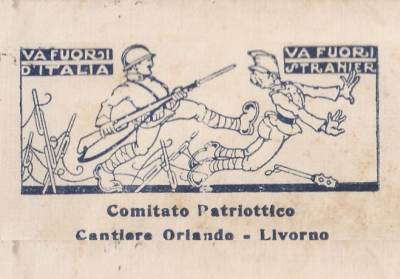 VA FUORI
D'ITALIA
VA FUORI
STRANIER
Comitato Patriottico
Cantiere Orlando - Livorno